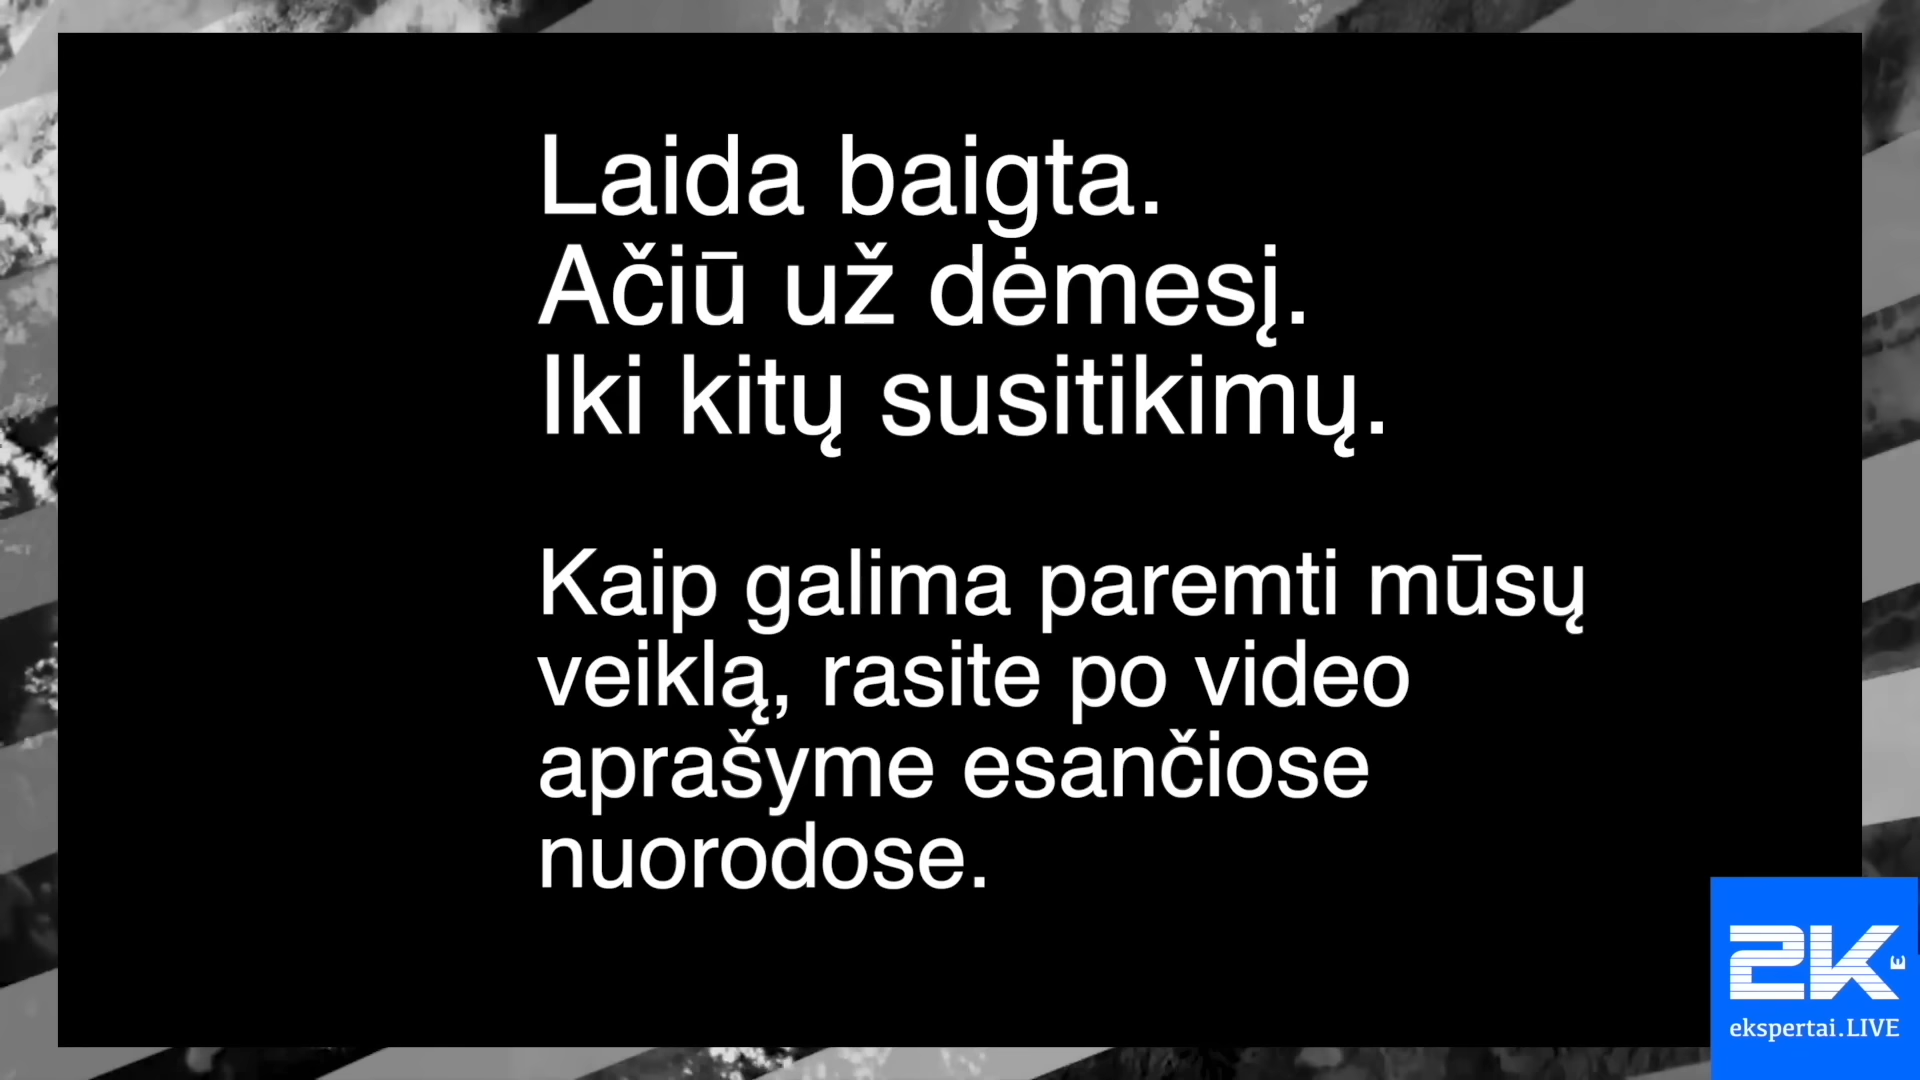 Laida baigta.
Ačiū už dėmesį.
Iki kitų susitikimų.
Kaip galima paremti mūsų
veiklą, rasite po video
aprašyme esančiose
nuorodose.
2K
E
ekspertai.LIVE